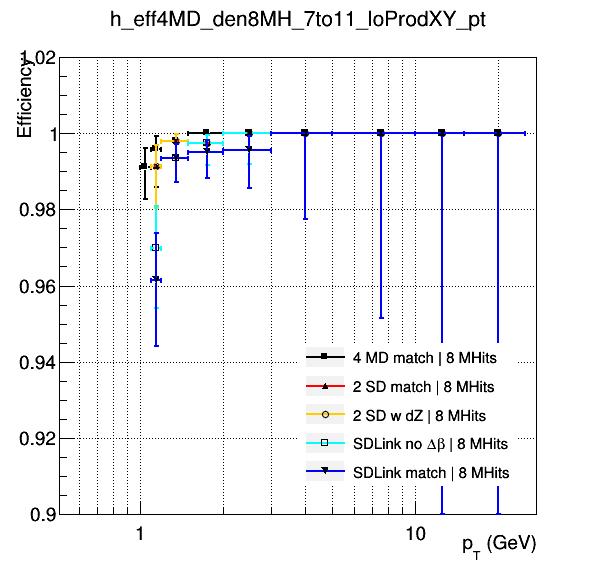 h_eff4MD_den8MH_7to11_loProdXY_pt
Efficiency
1.02
1
0.98
0.96
0.94
0.92
0.9
4 MD match | 8 MHits
2 SD match | 8 MHits
2 SD w dZ | 8 MHits
SDLink no Δβ | 8 MHits
SDLink match | 8 MHits
1
10
p_T (GeV)